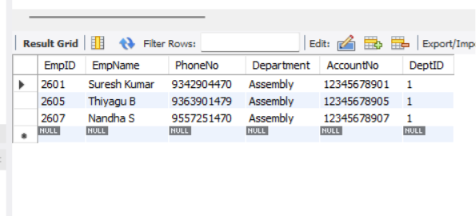 Result Grid Filter Rows: Edit: Export/Imp
EmpID EmpName PhoneNo Department AccountNo DeptID
2601 Suresh Kumar 9342904470 Assembly 12345678901 1
2605 Thiyagu B 9363901479 Assembly 12345678905 1
2607 Nandha S 9557251470 Assembly 12345678907 1
NULL NULL NULL NULL NULL NULL